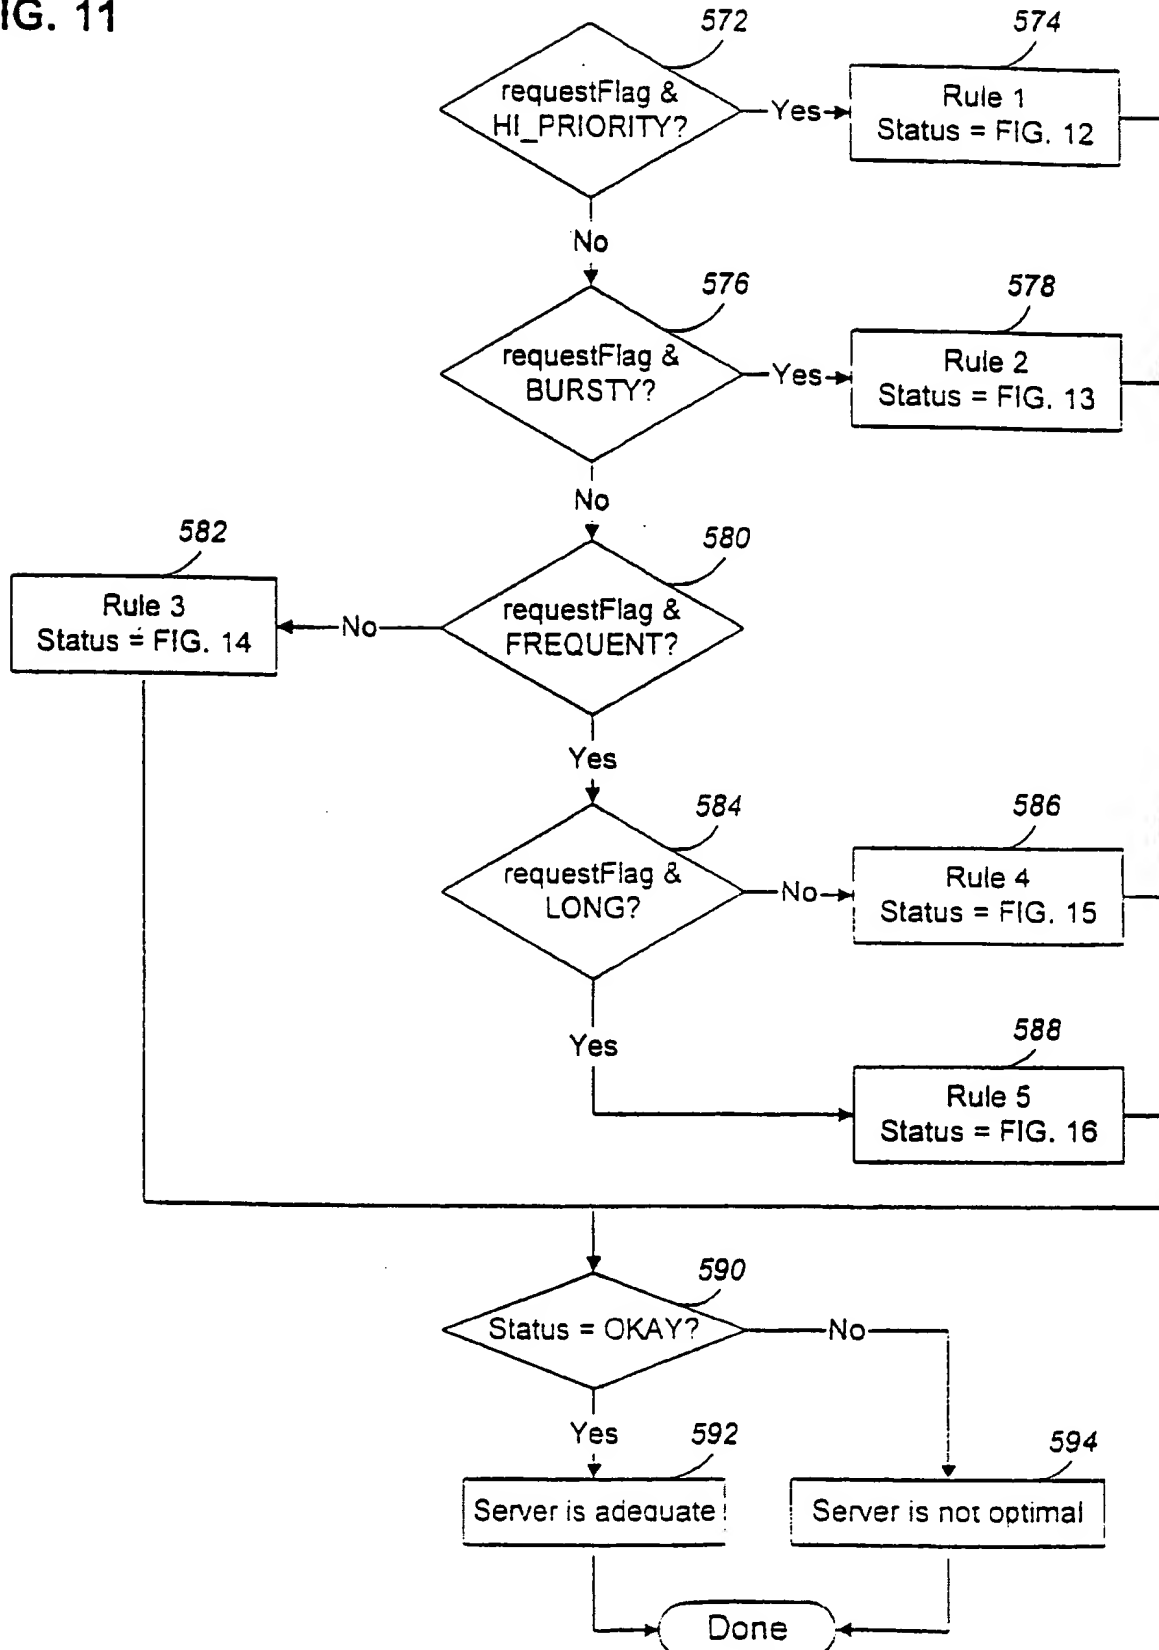 IG. 11
572
requestFlag &
HI_PRIORITY?
Yes
574
Rule 1
Status = FIG. 12
No
576
requestFlag &
BURSTY?
Yes
578
Rule 2
Status = FIG. 13
No
580
requestFlag &
FREQUENT?
No
582
Rule 3
Status = FIG. 14
Yes
584
requestFlag &
LONG?
No
586
Rule 4
Status = FIG. 15
Yes
588
Rule 5
Status = FIG. 16
590
Status = OKAY?
No
Yes
592
Server is adequate
594
Server is not optimal
Done